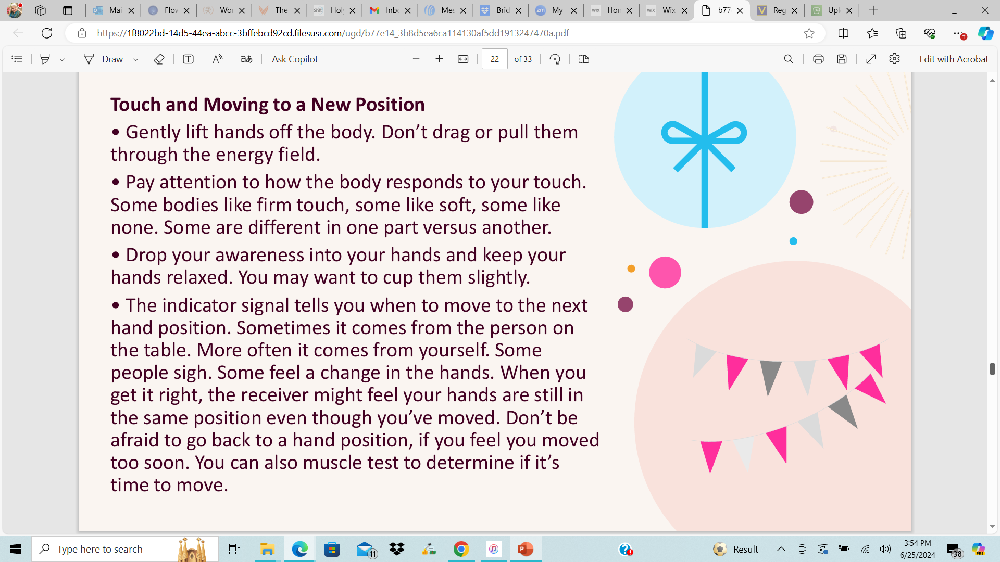 Mai
Flow
Wor
The
Shift
Holy
Inbo
Mes
Brid
zm
My
WIX
Hor
WIX
Wix
b77
Reg
Upl
https://1f8022bd-14d5-44ea-abcc-3bffebcd92cd.filesusr.com/ugd/b77e14_3b8d5ea6ca114130af5dd1913247470a.pdf
Draw
Ask Copilot
22
of 33
Edit with Acrobat
Touch and Moving to a New Position
• Gently lift hands off the body. Don’t drag or pull them
through the energy field.
• Pay attention to how the body responds to your touch.
Some bodies like firm touch, some like soft, some like
none. Some are different in one part versus another.
• Drop your awareness into your hands and keep your
hands relaxed. You may want to cup them slightly.
• The indicator signal tells you when to move to the next
hand position. Sometimes it comes from the person on
the table. More often it comes from yourself. Some
people sigh. Some feel a change in the hands. When you
get it right, the receiver might feel your hands are still in
the same position even though you’ve moved. Don’t be
afraid to go back to a hand position, if you feel you moved
too soon. You can also muscle test to determine if it’s
time to move.
Type here to search
11
Result
3:54 PM
6/25/2024
38
PRE